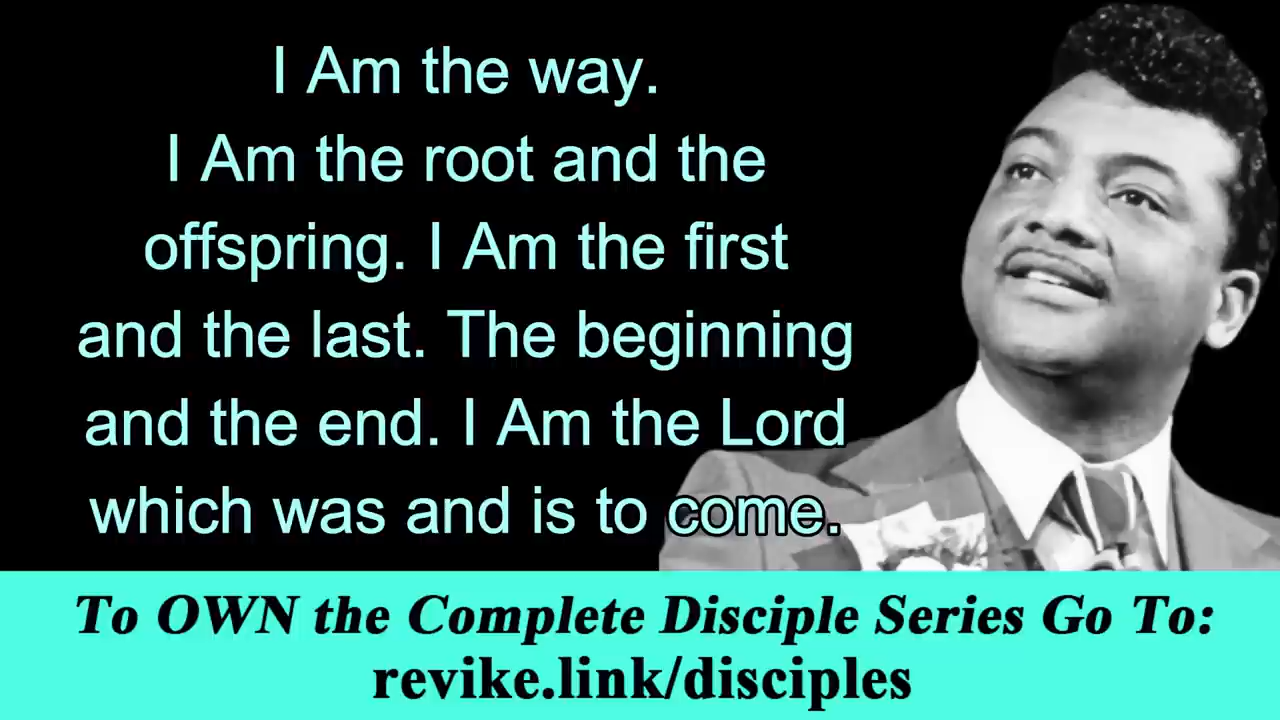 I Am the way.
I Am the root and the
offspring. I Am the first
and the last. The beginning
and the end. I Am the Lord
which was and is to come.
To OWN the Complete Disciple Series Go To:
revike.link/disciples